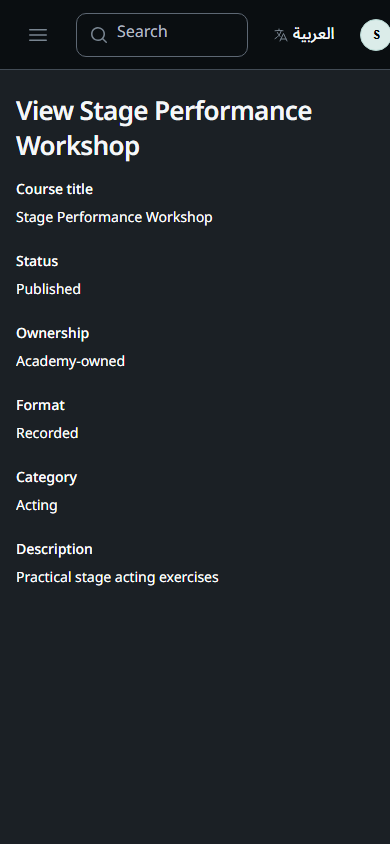 Search
العربية
S
View Stage Performance
Workshop
Course title
Stage Performance Workshop
Status
Published
Ownership
Academy-owned
Format
Recorded
Category
Acting
Description
Practical stage acting exercises